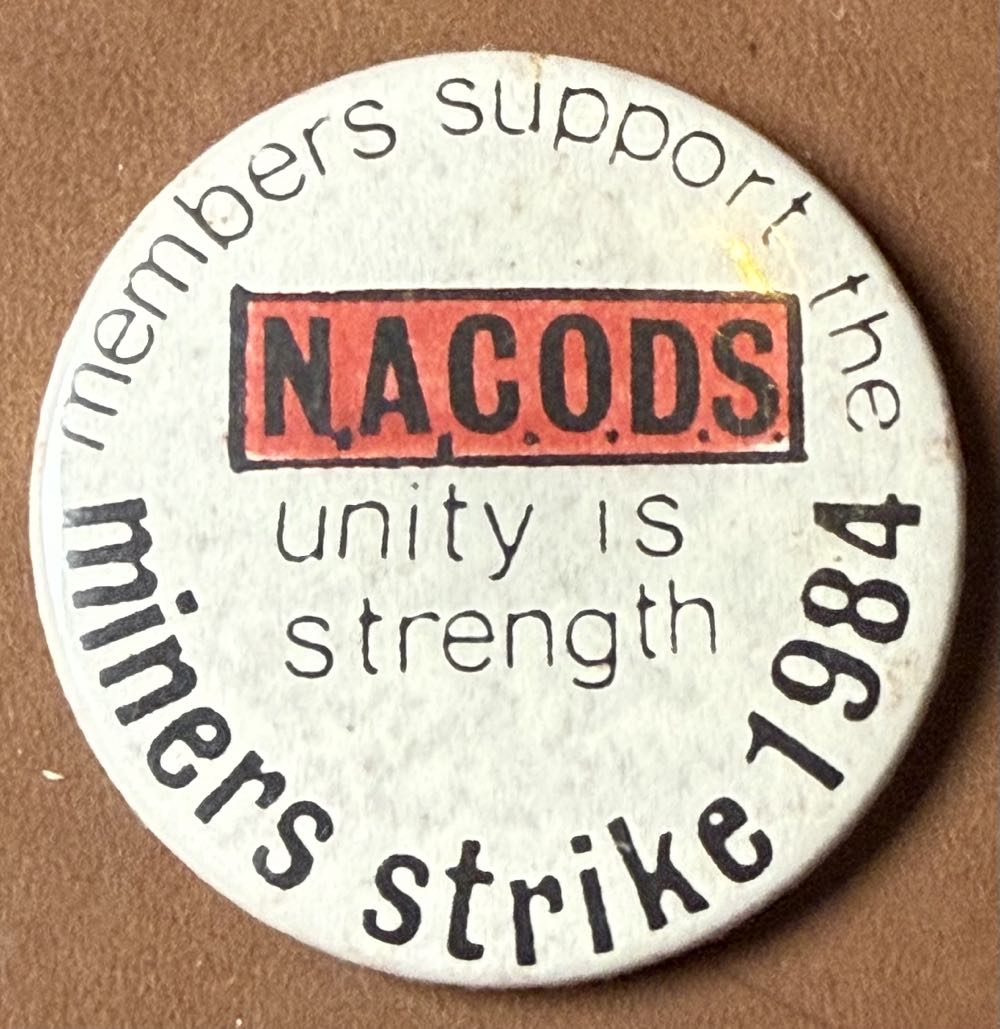 members support the
N.A.C.O.D.S.
unity is
strength
miners strike 1984